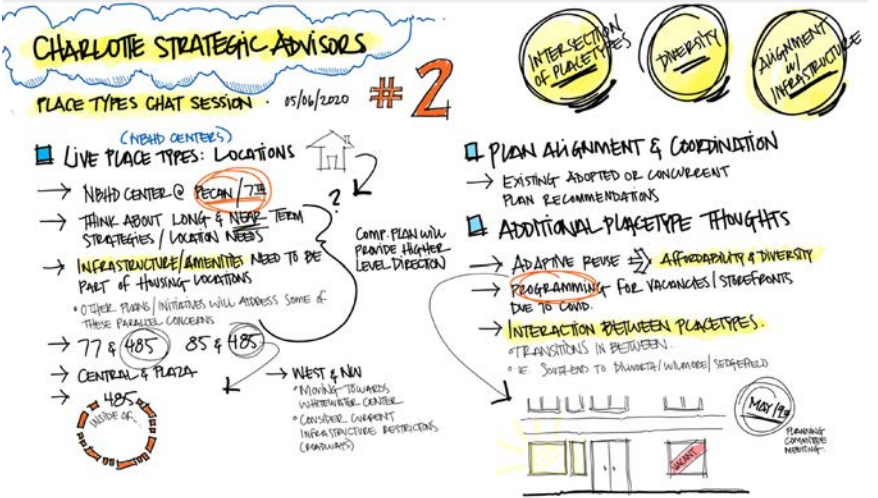 CHARLOTTE STRATEGIC ADVISORS
PLACE TYPES CHAT SESSION · 05/06/2020
#2
INTERSECTION
OF PLACETYPES
DIVERSITY
ALIGNMENT
W/
INFRASTRUCTURE
(NBHD CENTERS)
LIVE PLACE TYPES: LOCATIONS
→ NBHD CENTER @ PECAN/7TH
→ THINK ABOUT LONG & NEAR TERM
STRATEGIES/LOCATION NEEDS
→ INFRASTRUCTURE/AMENITIES NEED TO BE
PART OF HOUSING LOCATIONS
• OTHER PLANS/INITIATIVES WILL ADDRESS SOME OF
THESE PARALLEL CONCERNS
?
COMP. PLAN WILL
PROVIDE HIGHER
LEVEL DIRECTION
→ 77 & 485 85 & 485
→ CENTRAL & PLAZA
→ 485
INSIDE OF...
→ WEST & NW
• MOVING TOWARDS
WHITEWATER CENTER
• CONSIDER CURRENT
INFRASTRUCTURE RESTRICTIONS
(ROADWAYS)
PLAN ALIGNMENT & COORDINATION
→ EXISTING ADOPTED OR CONCURRENT
PLAN RECOMMENDATIONS
ADDITIONAL PLACETYPE THOUGHTS
→ ADAPTIVE REUSE ⇒ AFFORDABILITY & DIVERSITY
→ PROGRAMMING FOR VACANCIES/STOREFRONTS
DUE TO COVID.
→ INTERACTION BETWEEN PLACETYPES.
• TRANSITIONS IN BETWEEN.
• IE. SOUTHEND TO DILWORTH/WILMORE/SEDGEFIELD
VACANT
PLANNING
COMMITTEE
MEETING.